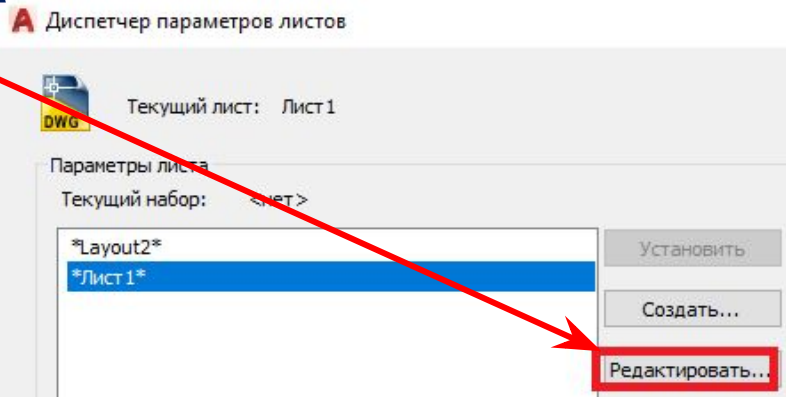 Диспетчер параметров листов
DWG
Текущий лист: Лист1
Параметры листа
Текущий набор: <нет>
*Layout2*
*Лист1*
Установить
Создать...
Редактировать...